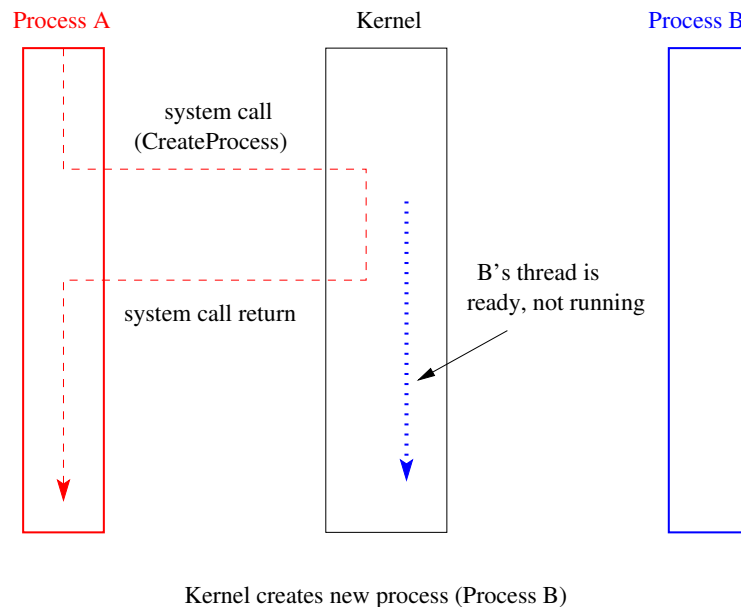 Process A
Kernel
Process B
system call
(CreateProcess)
B's thread is
ready, not running
system call return
Kernel creates new process (Process B)